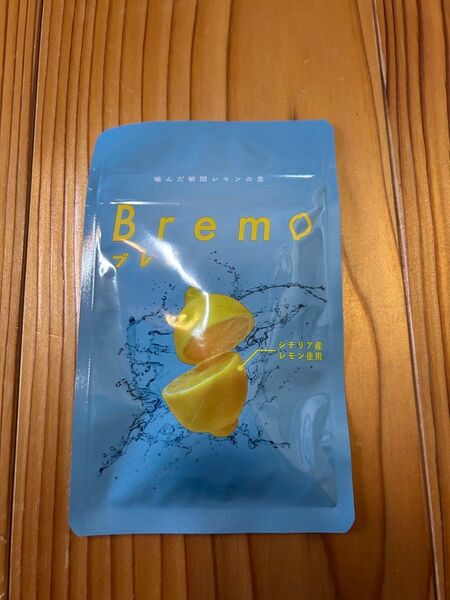 噛んだ瞬間レモンの息
Bremo
ブレ
シチリア産
レモン使用